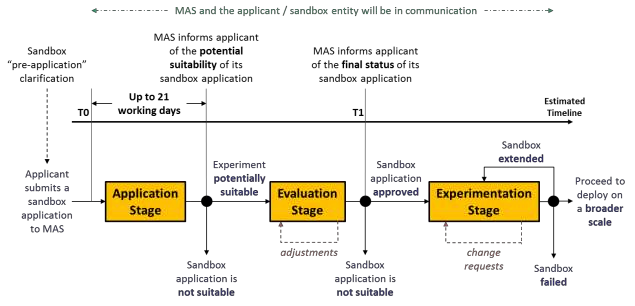 MAS and the applicant / sandbox entity will be in communication
Sandbox
"pre-application"
clarification
MAS informs applicant
of the potential
suitability of its
sandbox application
MAS informs applicant
of the final status of its
sandbox application
T0
Up to 21
working days
T1
Estimated
Timeline
Applicant
submits a
sandbox
application
to MAS
Application
Stage
Experiment
potentially
suitable
Evaluation
Stage
Sandbox
application
approved
Experimentation
Stage
Sandbox
extended
Proceed to
deploy on
a broader
scale
adjustments
change
requests
Sandbox
application is
not suitable
Sandbox
application is
not suitable
Sandbox
failed